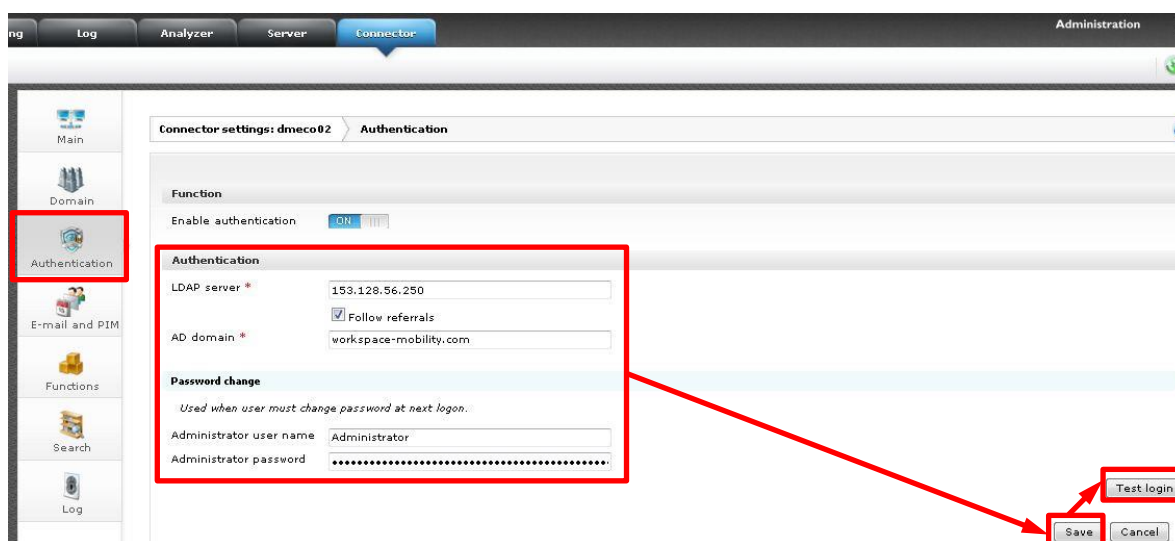 ng Log Analyzer Server Connector Administration
Main
Domain
Authentication
E-mail and PIM
Functions
Search
Log
Connector settings: dmeco02 Authentication
Function
Enable authentication ON
Authentication
LDAP server * 153.128.56.250
Follow referrals
AD domain * workspace-mobility.com
Password change
Used when user must change password at next logon.
Administrator user name Administrator
Administrator password ••••••••••••••••••••••••••••••••••••••••••••
Test login
Save Cancel